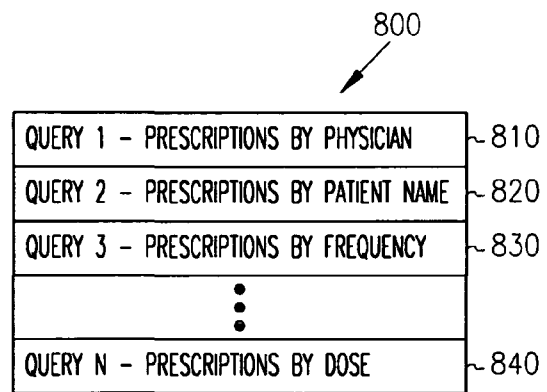 800
QUERY 1 - PRESCRIPTIONS BY PHYSICIAN 810
QUERY 2 - PRESCRIPTIONS BY PATIENT NAME 820
QUERY 3 - PRESCRIPTIONS BY FREQUENCY 830
QUERY N - PRESCRIPTIONS BY DOSE 840